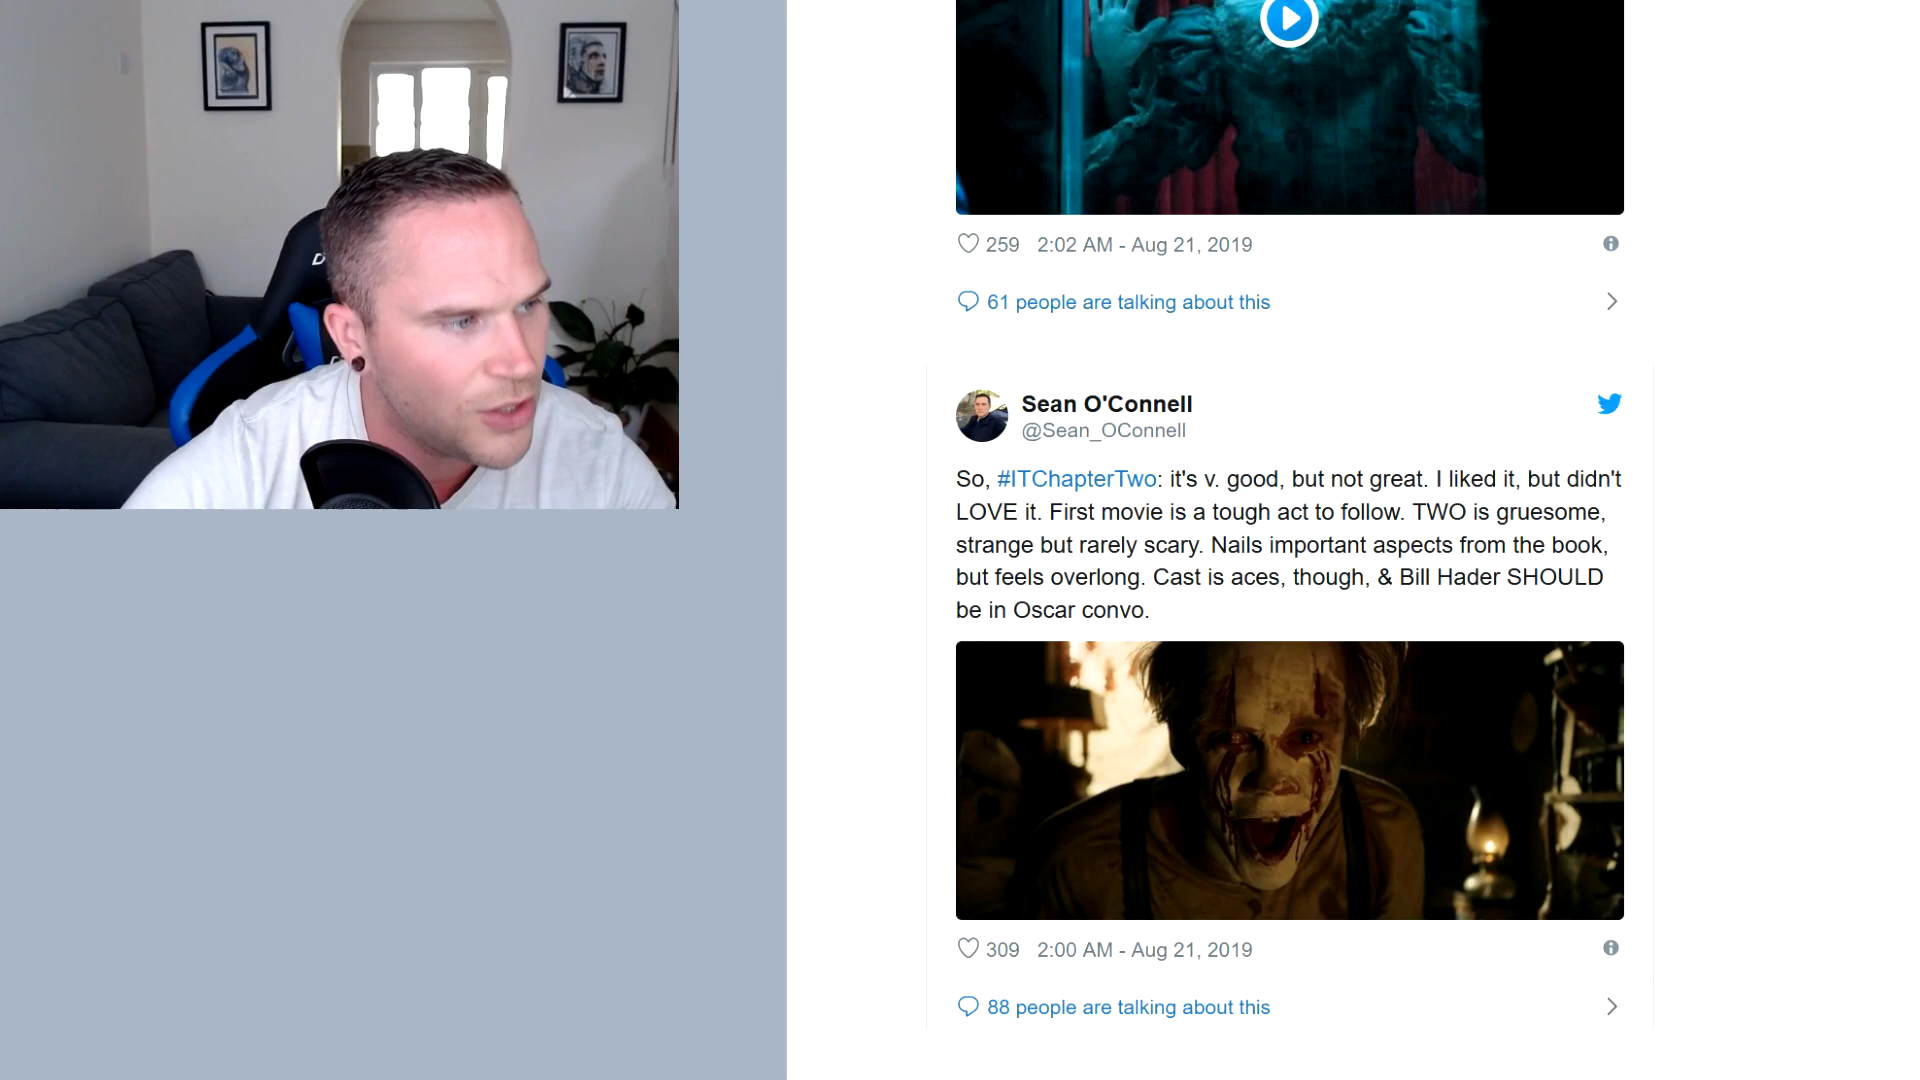 D
259 2:02 AM - Aug 21, 2019
61 people are talking about this
Sean O'Connell
@Sean_OConnell
So, #ITChapterTwo: it's v. good, but not great. I liked it, but didn't
LOVE it. First movie is a tough act to follow. TWO is gruesome,
strange but rarely scary. Nails important aspects from the book,
but feels overlong. Cast is aces, though, & Bill Hader SHOULD
be in Oscar convo.
309 2:00 AM - Aug 21, 2019
88 people are talking about this